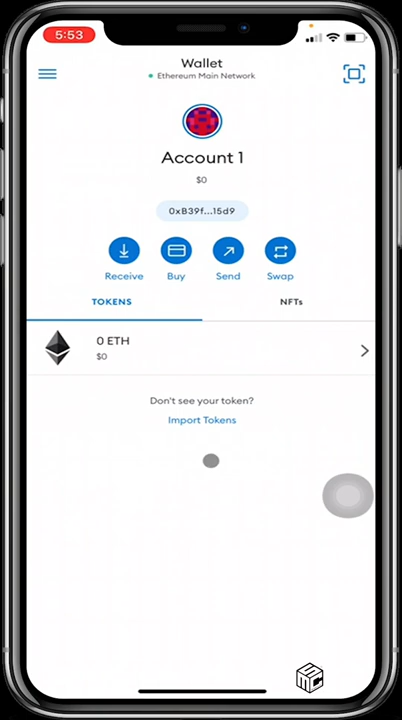 5:53
Wallet
Ethereum Main Network
Account 1
$0
0xB39f...15d9
Receive Buy Send Swap
TOKENS NFTs
0 ETH
$0
Don't see your token?
Import Tokens